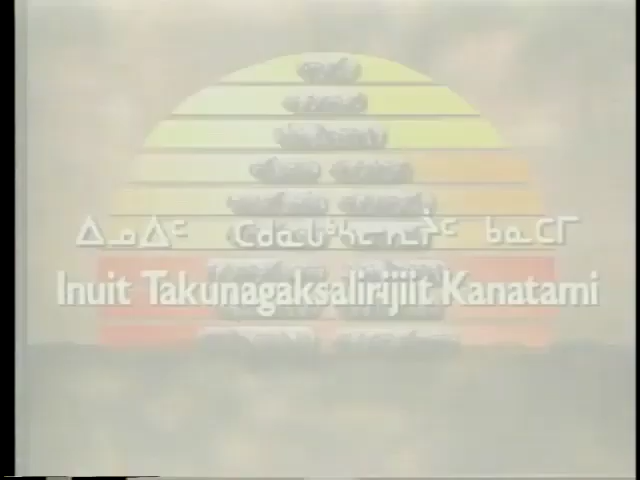 ᐃᓄᐃᑦ ᑕᑯᓇᒐᒃᓴᓕᕆᔩᑦ ᑲᓇᑕᒥ
Inuit Takunagaksalirijiit Kanatami